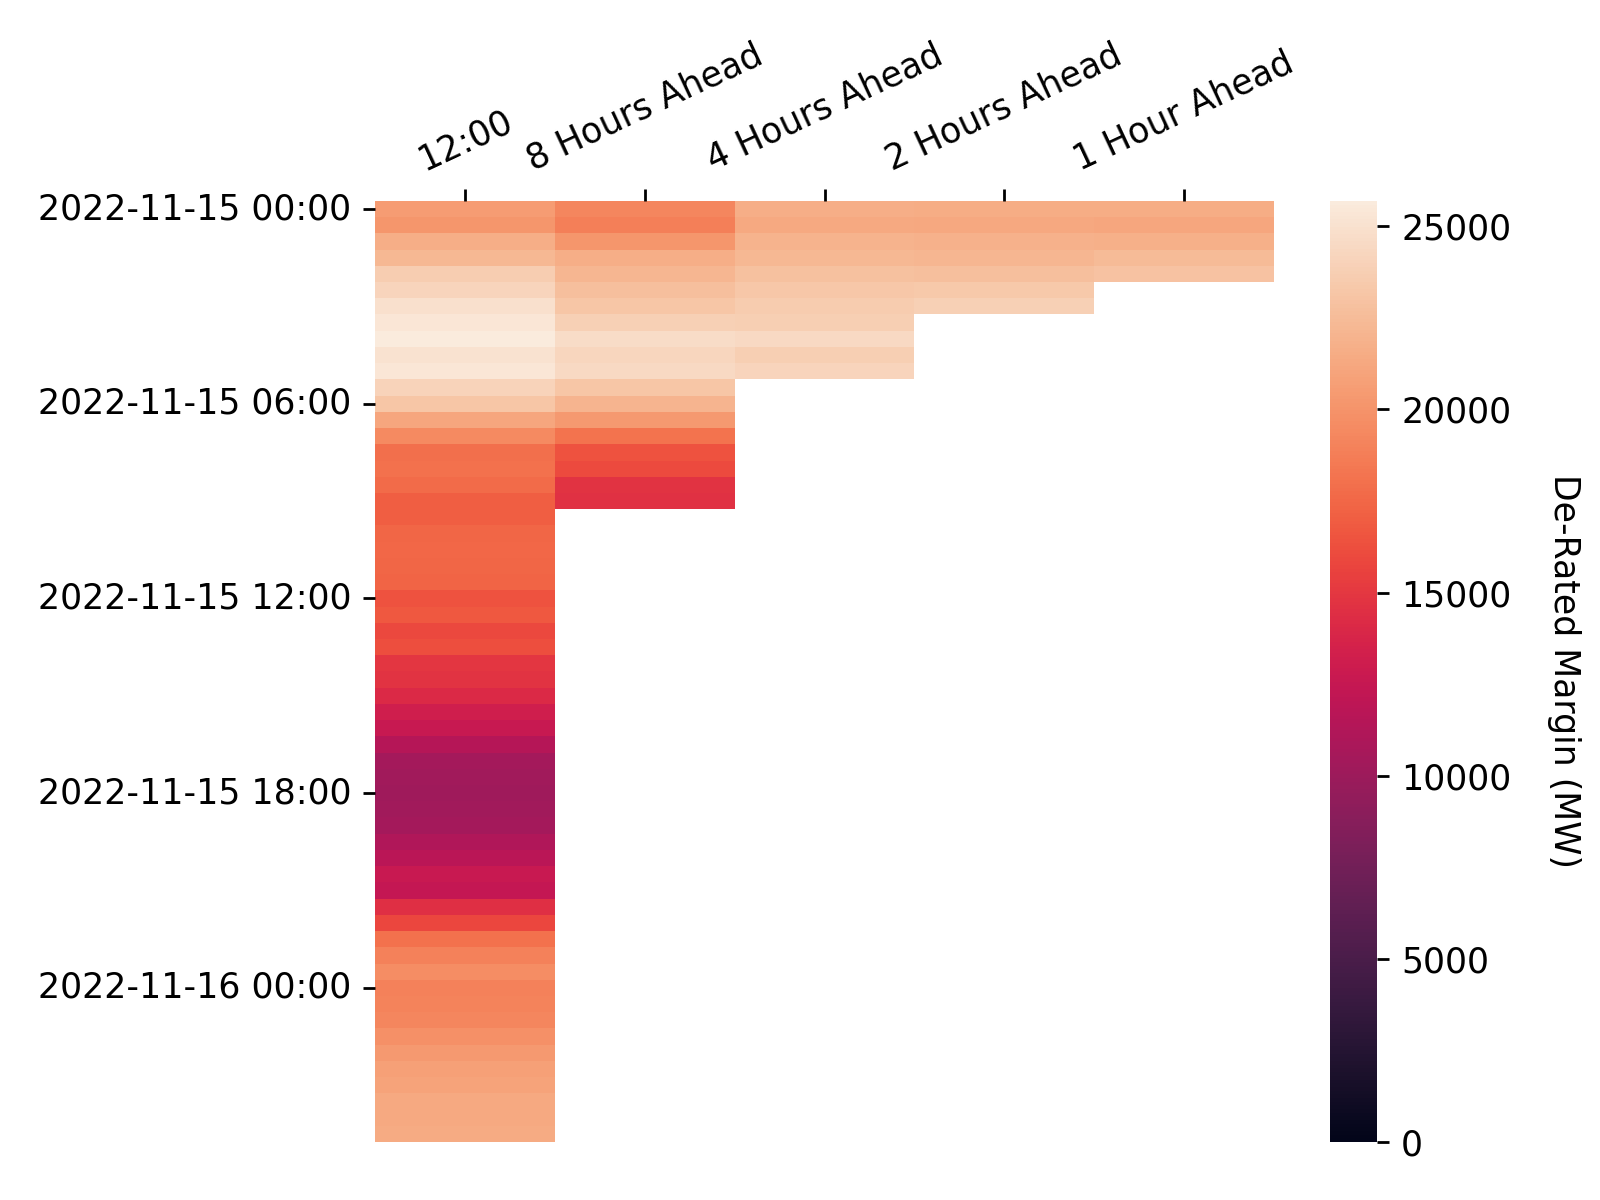 12:00
8 Hours Ahead
4 Hours Ahead
2 Hours Ahead
1 Hour Ahead
2022-11-15 00:00
2022-11-15 06:00
2022-11-15 12:00
2022-11-15 18:00
2022-11-16 00:00
25000
20000
15000
10000
5000
0
De-Rated Margin (MW)